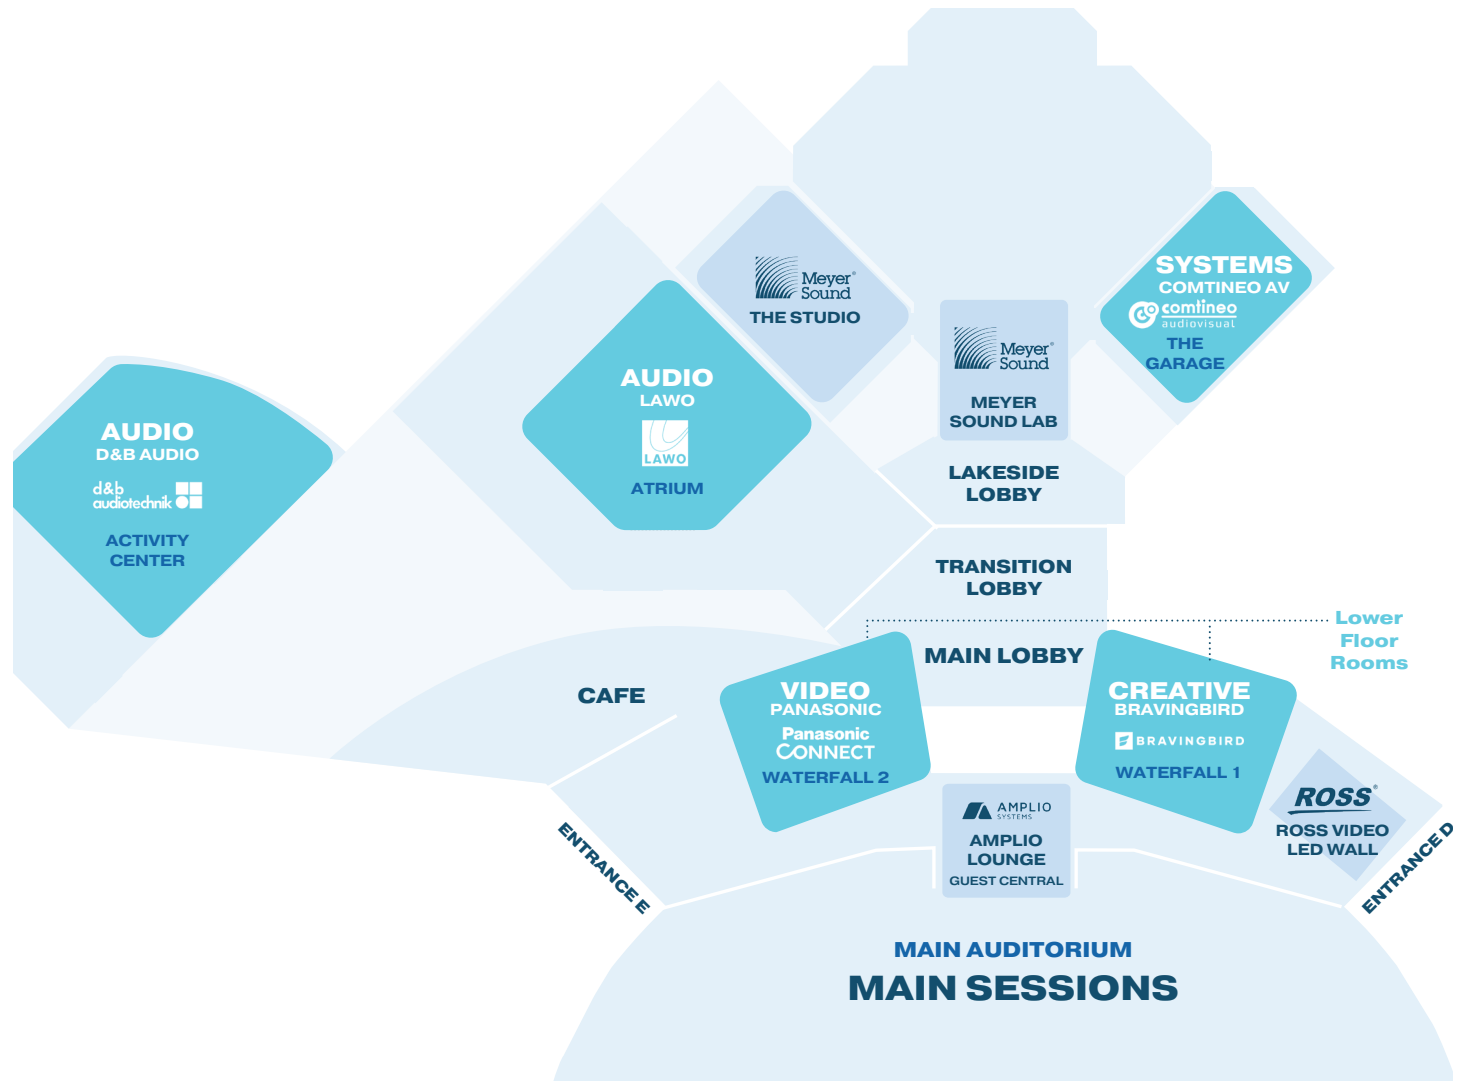 Meyer
Sound
THE STUDIO
SYSTEMS
COMTINEO AV
comtineo
audiovisual
THE
GARAGE
Meyer
Sound
MEYER
SOUND LAB
AUDIO
LAWO
LAWO
ATRIUM
AUDIO
D&B AUDIO
d&b
audiotechnik
ACTIVITY
CENTER
LAKESIDE
LOBBY
TRANSITION
LOBBY
Lower
Floor
Rooms
MAIN LOBBY
CAFE
VIDEO
PANASONIC
Panasonic
CONNECT
WATERFALL 2
CREATIVE
BRAVINGBIRD
BRAVINGBIRD
WATERFALL 1
ROSS
ROSS VIDEO
LED WALL
AMPLIO
SYSTEMS
AMPLIO
LOUNGE
GUEST CENTRAL
ENTRANCE E
ENTRANCE D
MAIN AUDITORIUM
MAIN SESSIONS